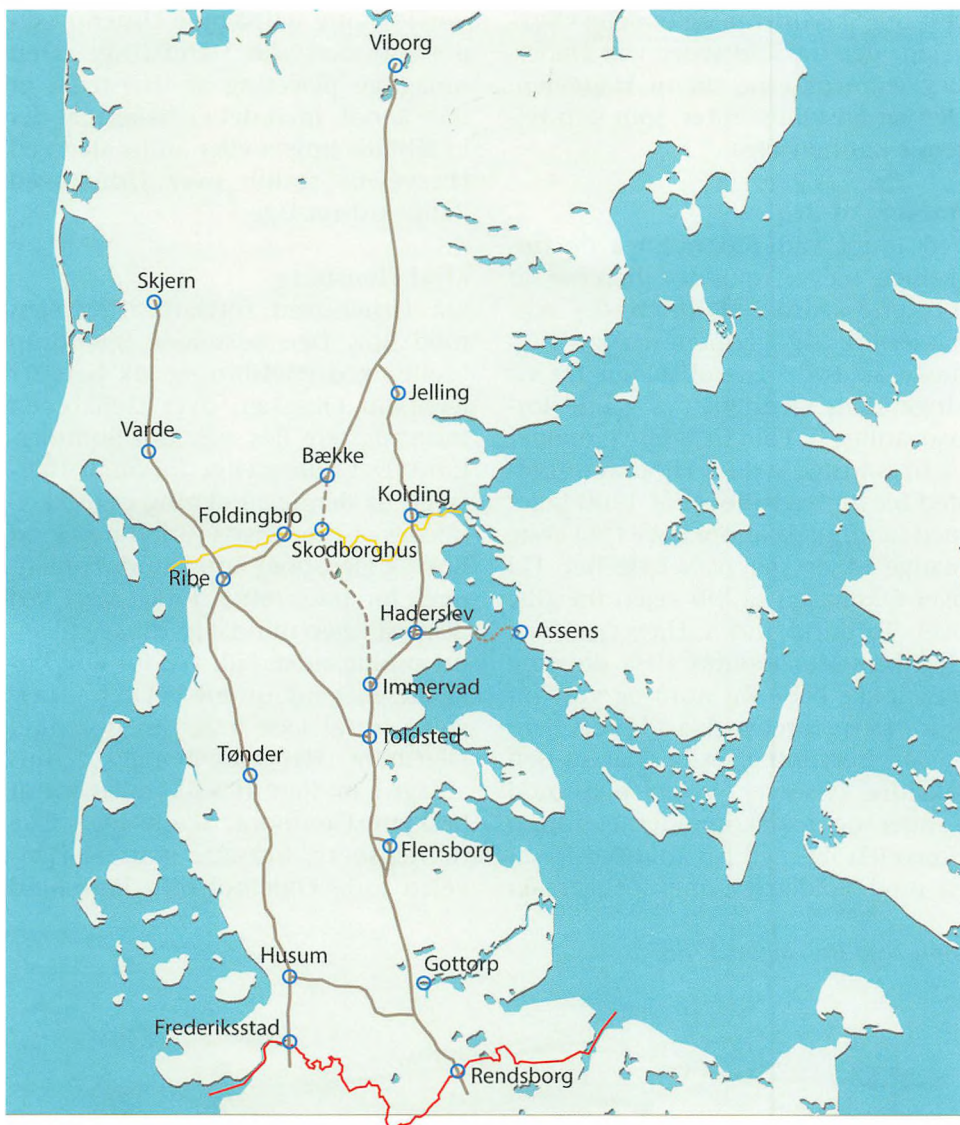 Viborg
Skjern
Jelling
Varde
Bække
Kolding
Foldingbro
Skodborghus
Ribe
Haderslev
Assens
Immervad
Toldsted
Tønder
Flensborg
Husum
Gottorp
Frederiksstad
Rendsborg